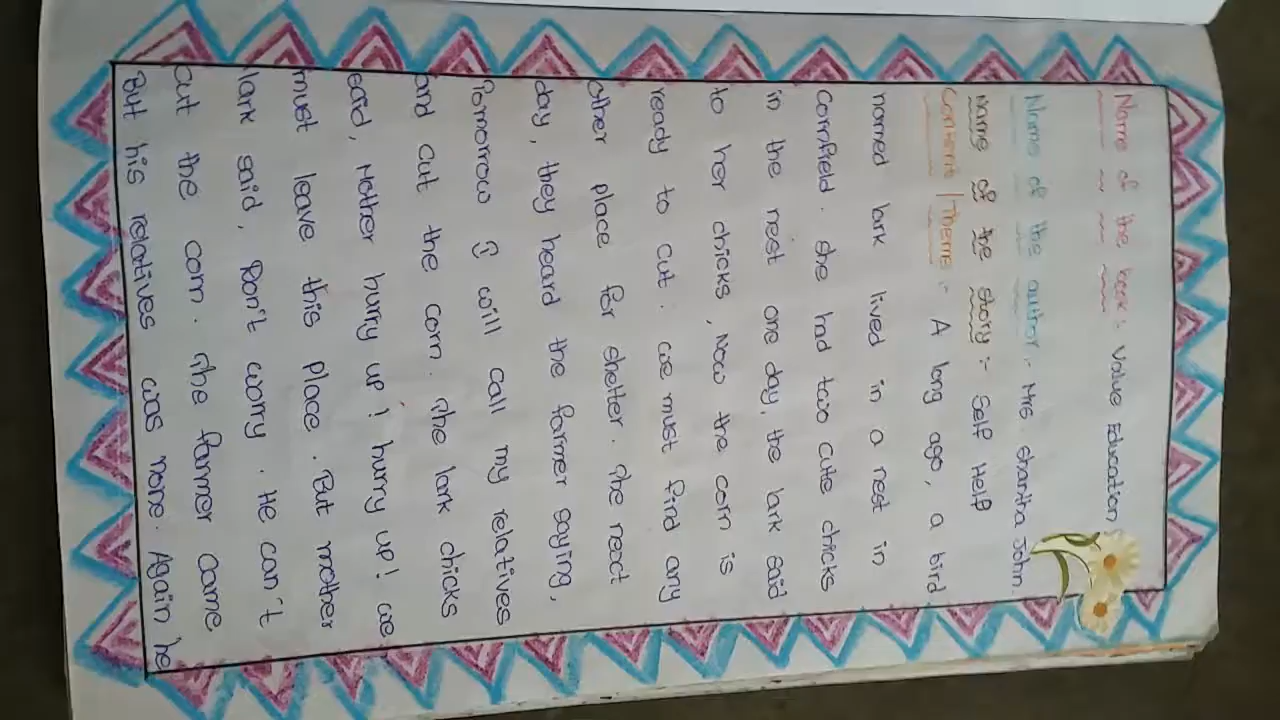 Name of the book: Value Education
Name of the author:- Mrs. Shantha John.
Name of the story:- Self Help
Content /Theme:- A long ago, a bird
named lark lived in a nest in
cornfield. She had two cute chicks
in the nest one day, the lark said
to her chicks, Now the corn is
ready to cut. We must find any
other place for shelter. The next
day, they heard the farmer saying,
Tomorrow I will call my relatives
and cut the corn. The lark chicks
said, Mother hurry up! hurry up! we
must leave this place. But mother
lark said, Don't worry. He can't
cut the corn. The farmer came
But his relatives was none. Again he